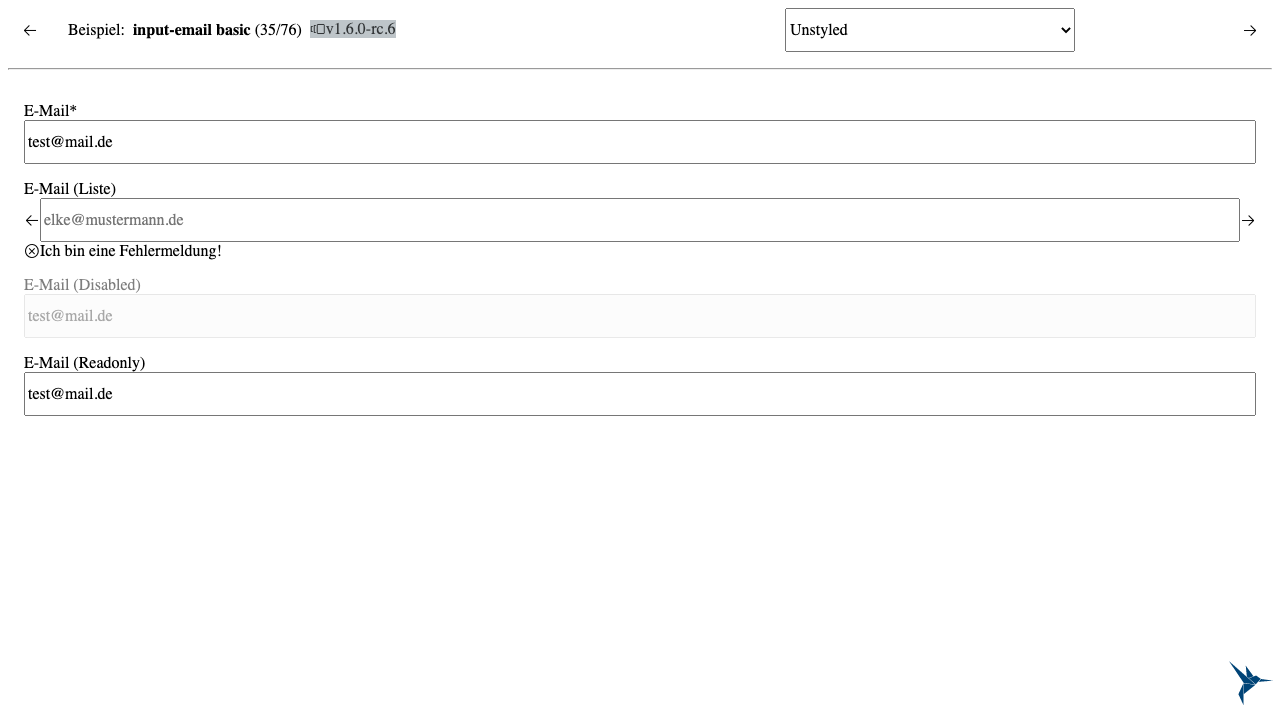 Beispiel: input-email basic (35/76) v1.6.0-rc.6 Unstyled
E-Mail*
test@mail.de
E-Mail (Liste)
elke@mustermann.de
Ich bin eine Fehlermeldung!
E-Mail (Disabled)
test@mail.de
E-Mail (Readonly)
test@mail.de